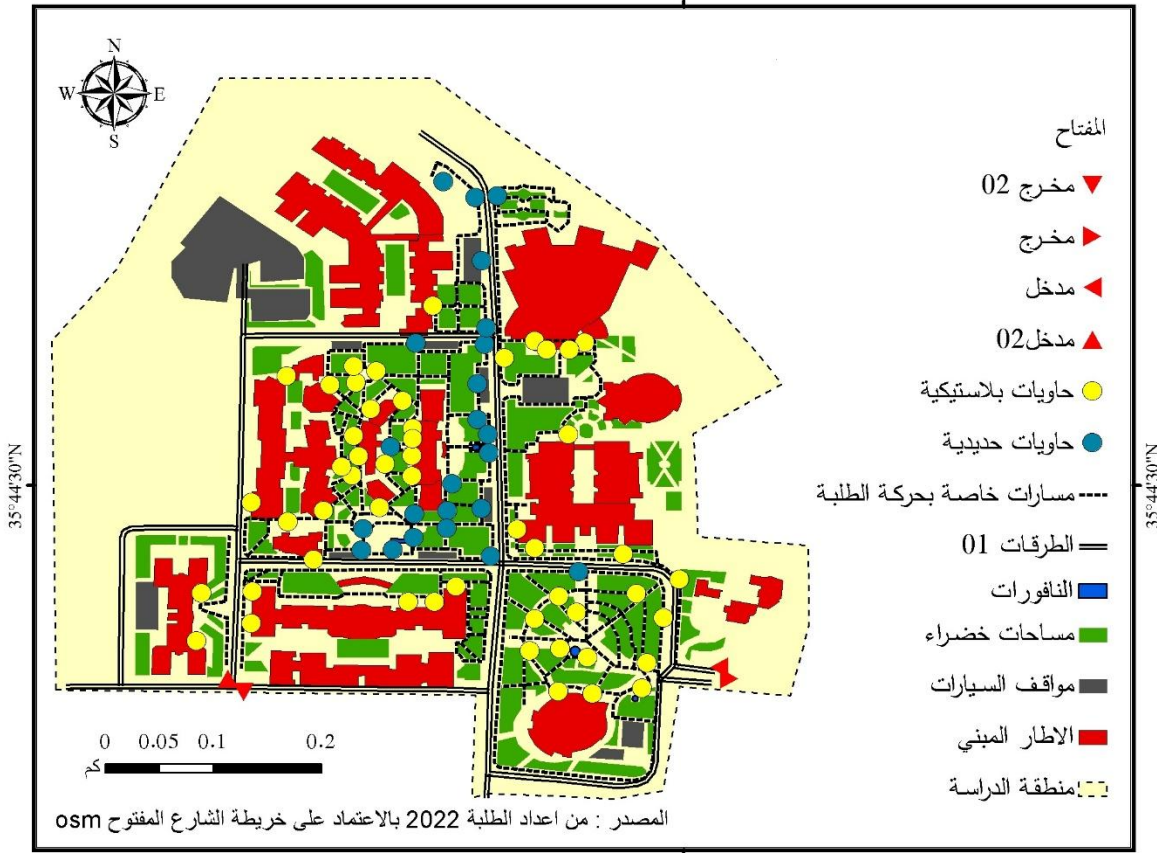 N
W E
S
المفتاح
مخرج 02
مخرج
مدخل
مدخل02
حاويات بلاستيكية
حاويات حديدية
مسارات خاصة بحركة الطلبة
الطرقات 01
النافورات
مساحات خضراء
مواقف السيارات
الاطار المبني
منطقة الدراسة
35°44'30"N
35°44'30"N
0 0.05 0.1 0.2
كم
المصدر : من اعداد الطلبة 2022 بالاعتماد على خريطة الشارع المفتوح osm